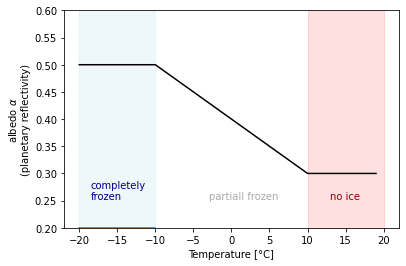 0.60
0.55
0.50
0.45
0.40
0.35
0.30
0.25
0.20
albedo α
(planetary reflectivity)
completely
frozen
partiall frozen
no ice
−20 −15 −10 −5 0 5 10 15 20
Temperature [°C]